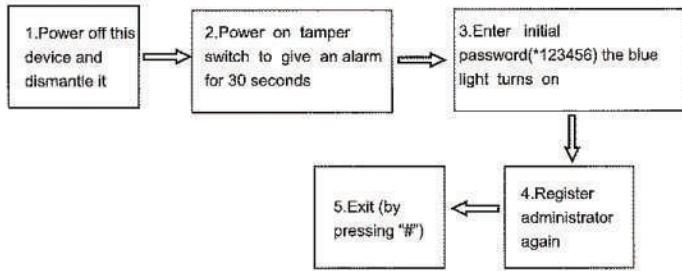 1.Power off this
device and
dismantle it
2.Power on tamper
switch to give an alarm
for 30 seconds
3.Enter initial
password(*123456) the blue
light turns on
4.Register
administrator
again
5.Exit (by
pressing "#")